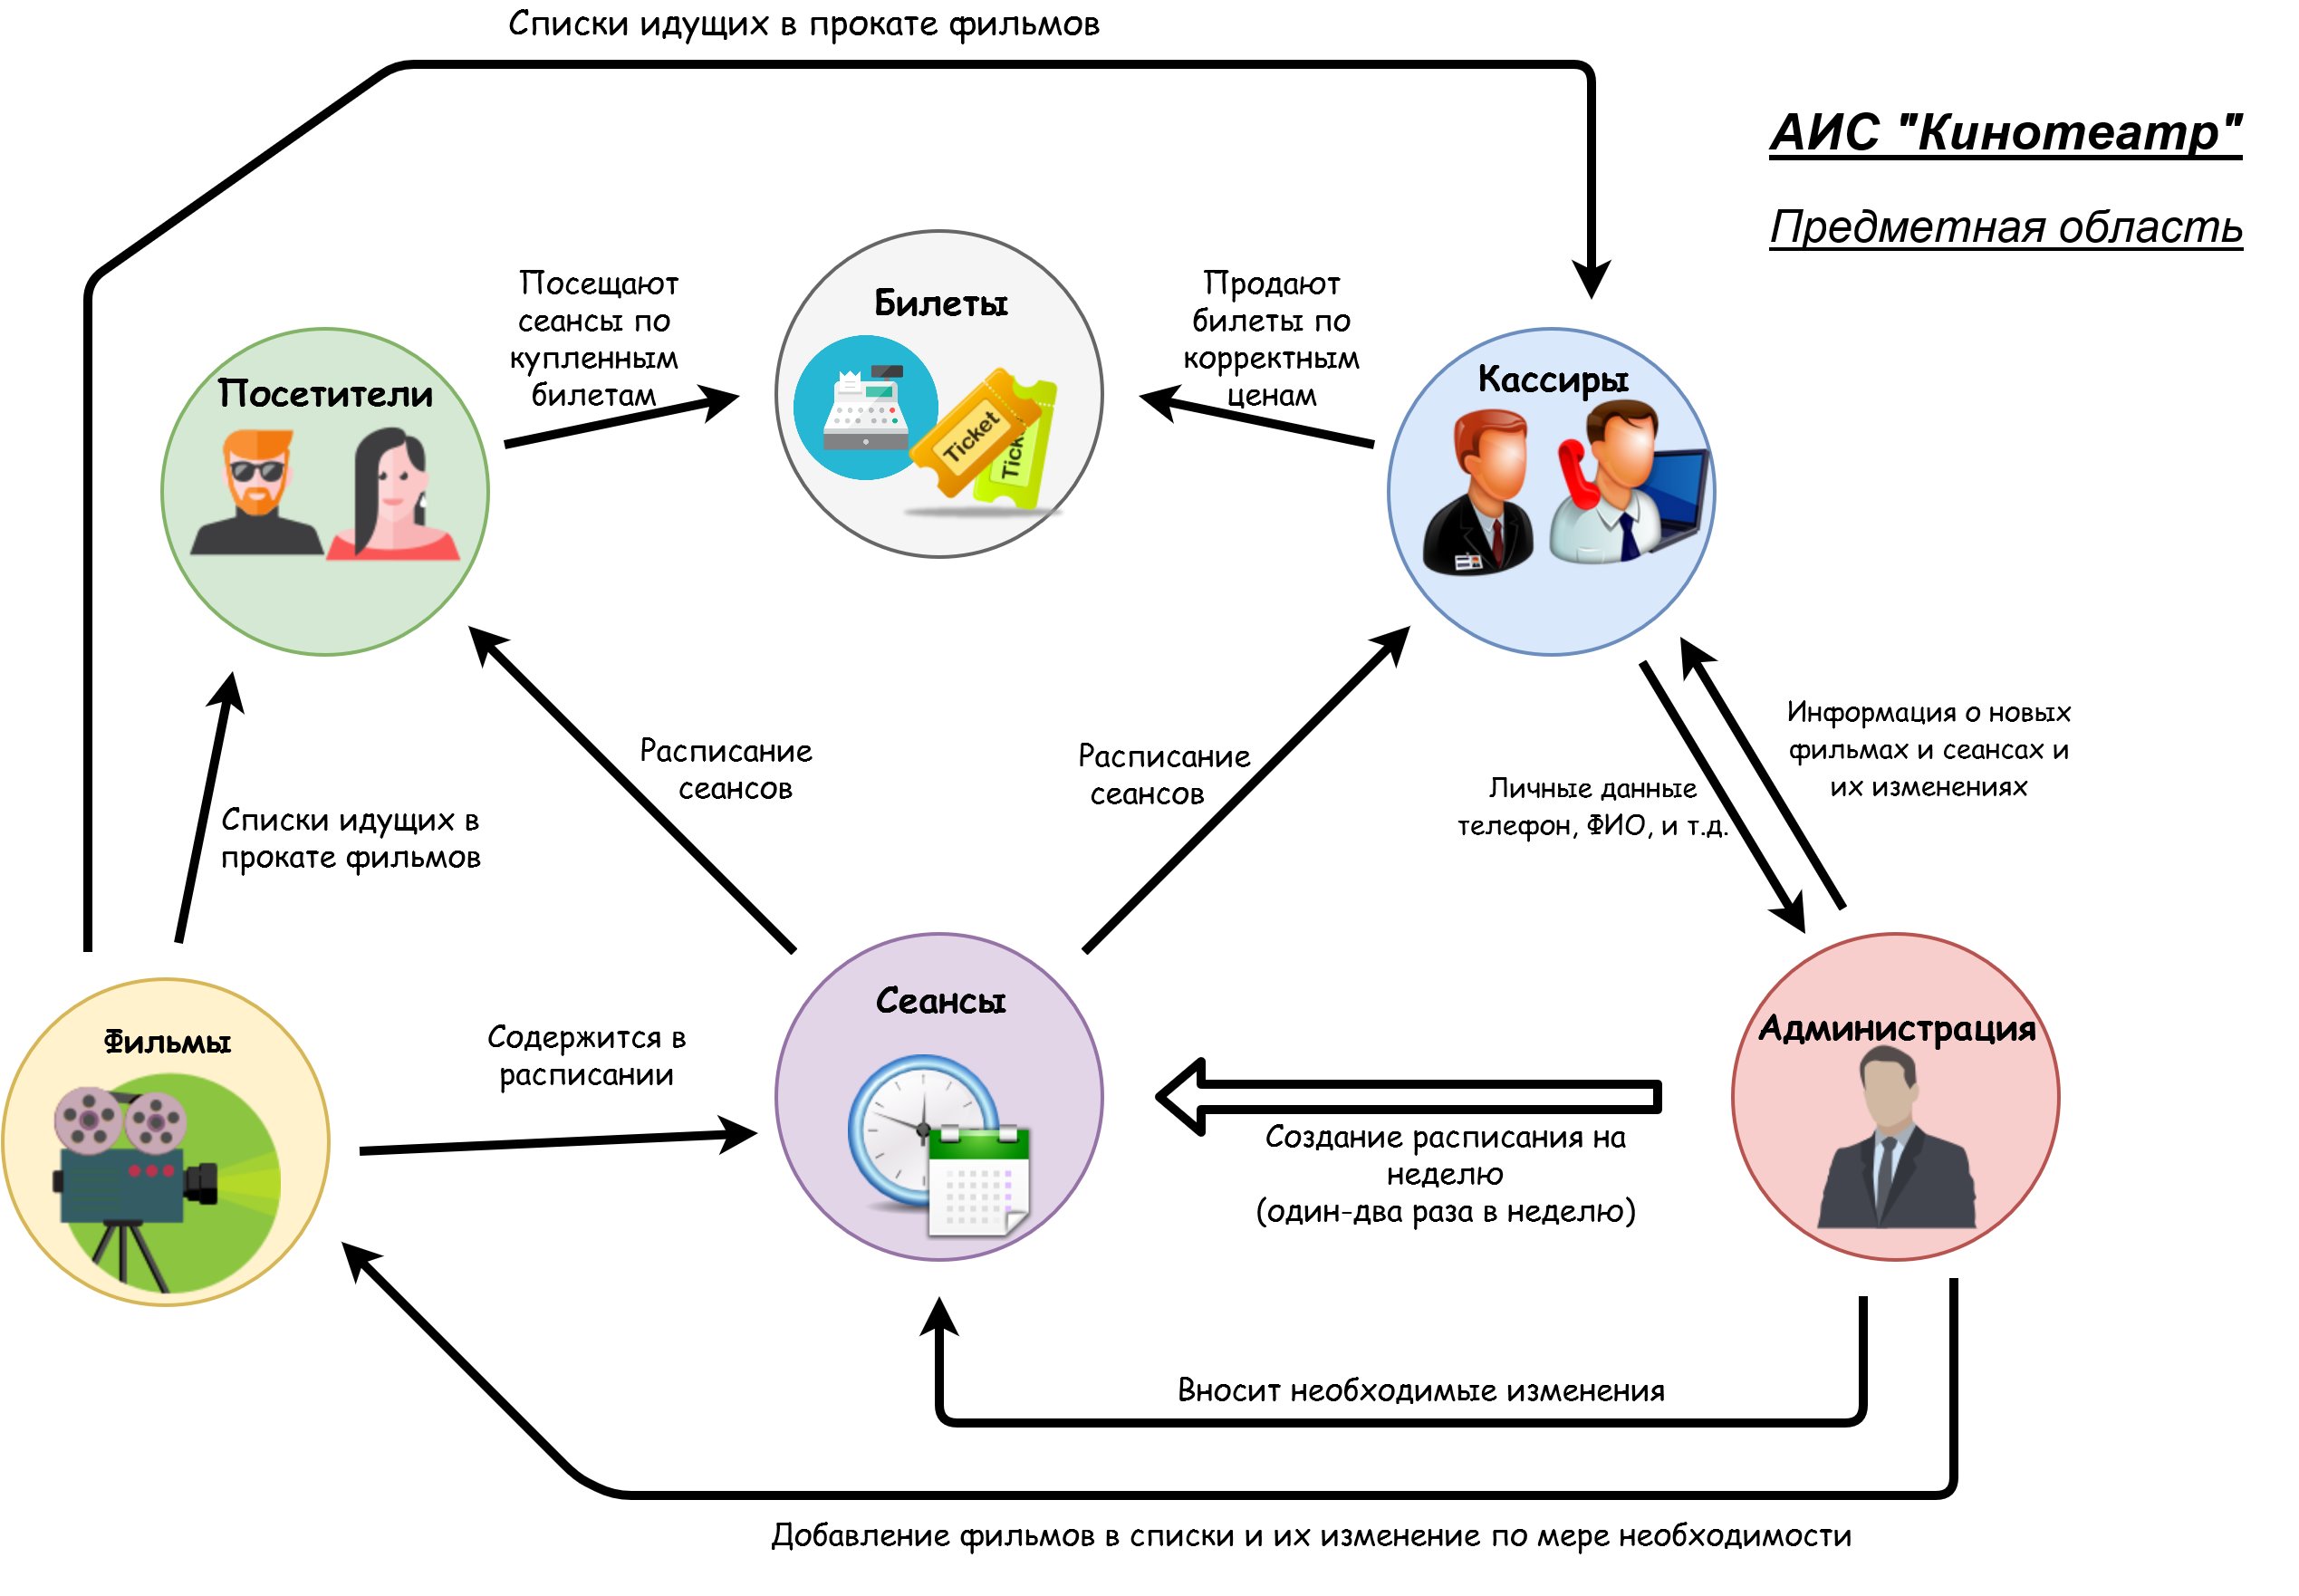 Списки идущих в прокате фильмов
АИС "Кинотеатр"
Предметная область
Посещают
сеансы по
купленным
билетам
Билеты
Ticket
Ticke
Продают
билеты по
корректным
ценам
Посетители
Кассиры
Списки идущих в
прокате фильмов
Расписание
сеансов
Расписание
сеансов
Личные данные
телефон, ФИО, и т.д.
Информация о новых
фильмах и сеансах и
их изменениях
Фильмы
Содержится в
расписании
Сеансы
Администрация
Создание расписания на
неделю
(один-два раза в неделю)
Вносит необходимые изменения
Добавление фильмов в списки и их изменение по мере необходимости